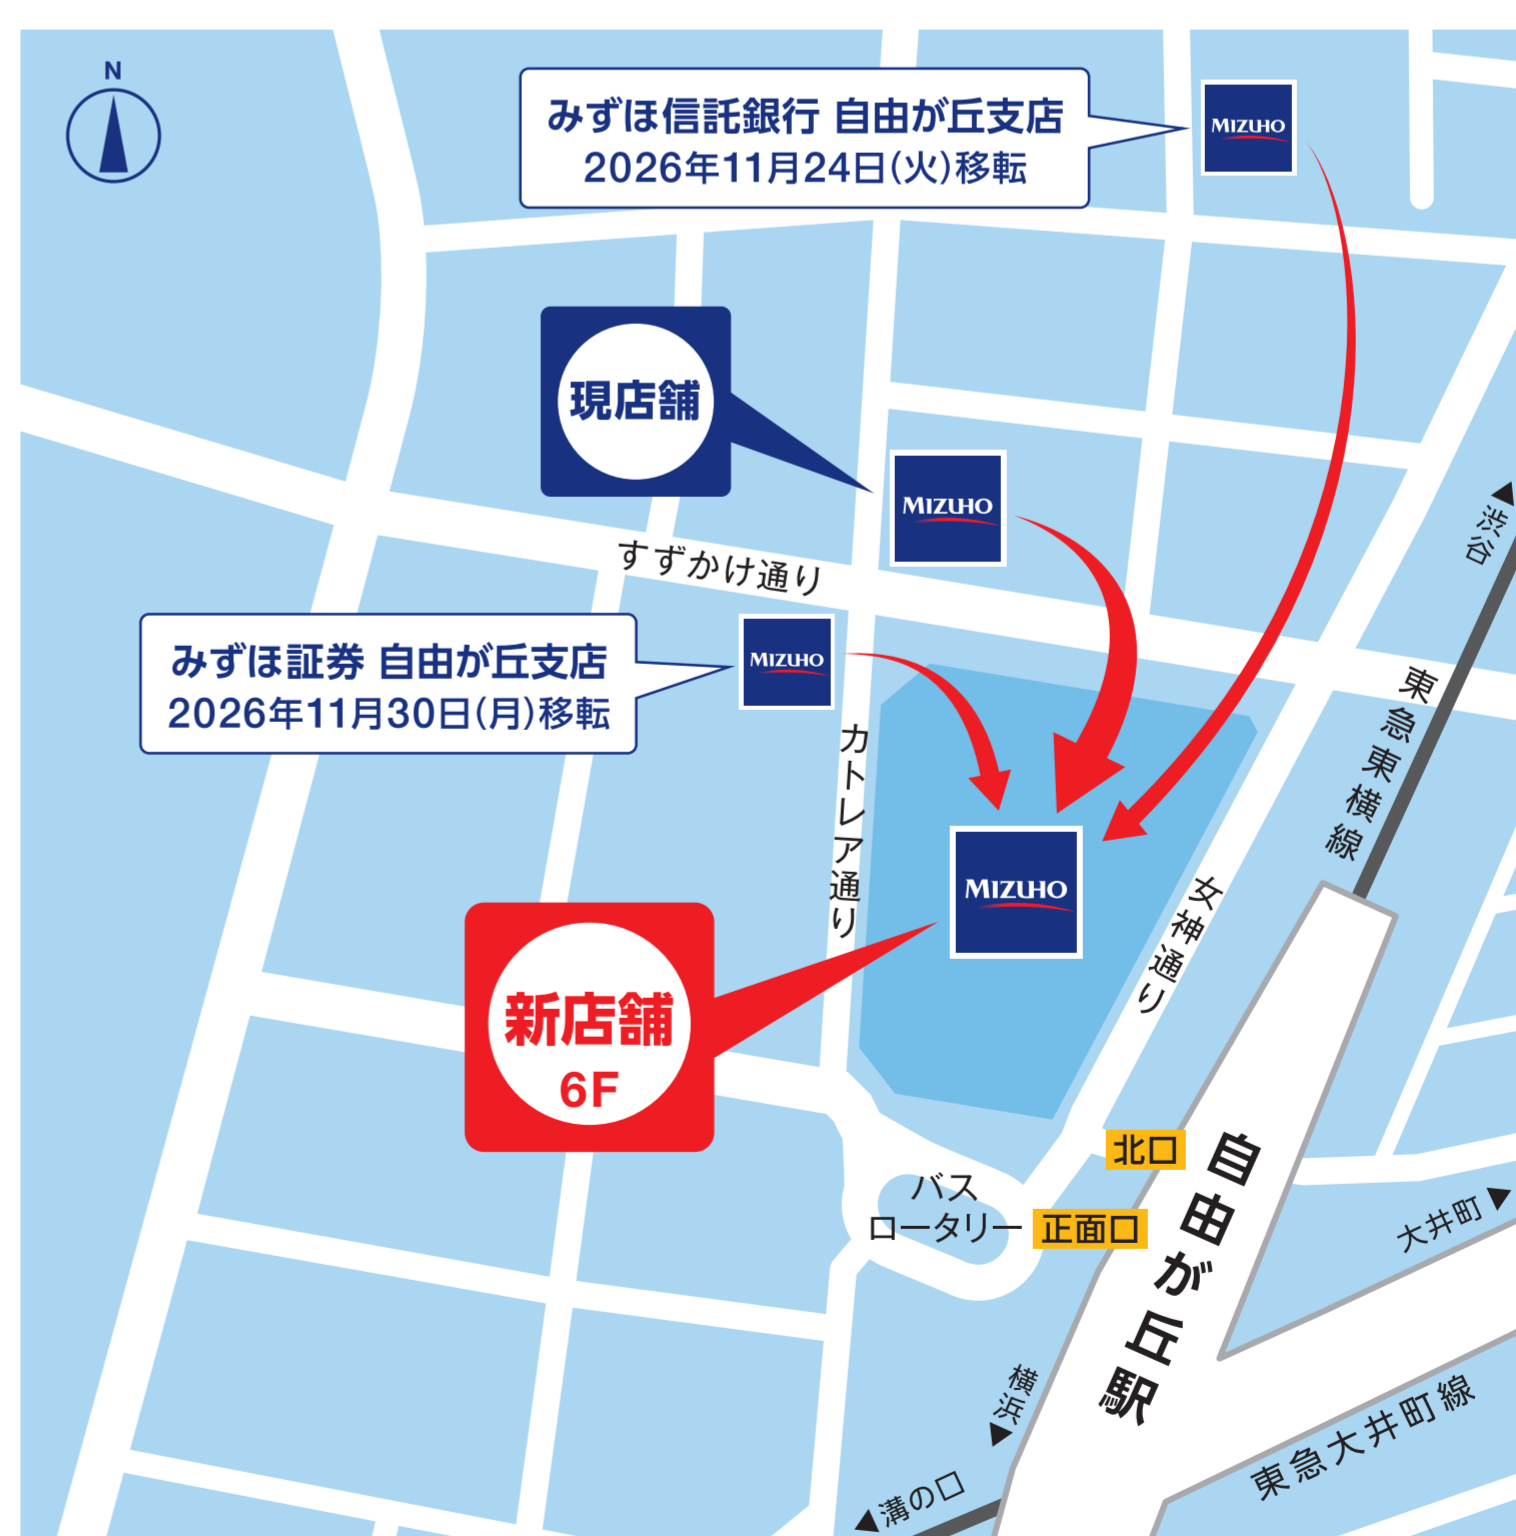 N
みずほ信託銀行 自由が丘支店
2026年11月24日(火)移転
MIZUHO
現店舗
MIZUHO
すずかけ通り
みずほ証券 自由が丘支店
2026年11月30日(月)移転
MIZUHO
カトレア通り
MIZUHO
新店舗
6F
女神通り
▲渋谷
東急東横線
北口
正面口
バス
ロータリー
自由が丘駅
大井町▶
東急大井町線
横浜▼
◀溝の口